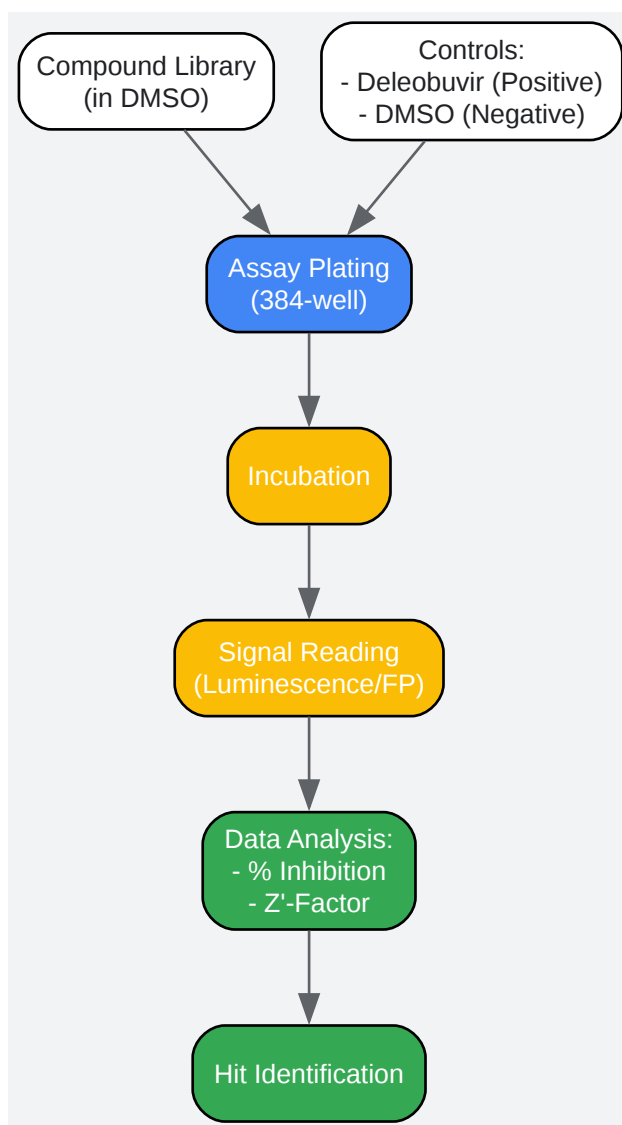 Compound Library
(in DMSO)
Controls:
- Deleobuvir (Positive)
- DMSO (Negative)
Assay Plating
(384-well)
Incubation
Signal Reading
(Luminescence/FP)
Data Analysis:
- % Inhibition
- Z'-Factor
Hit Identification